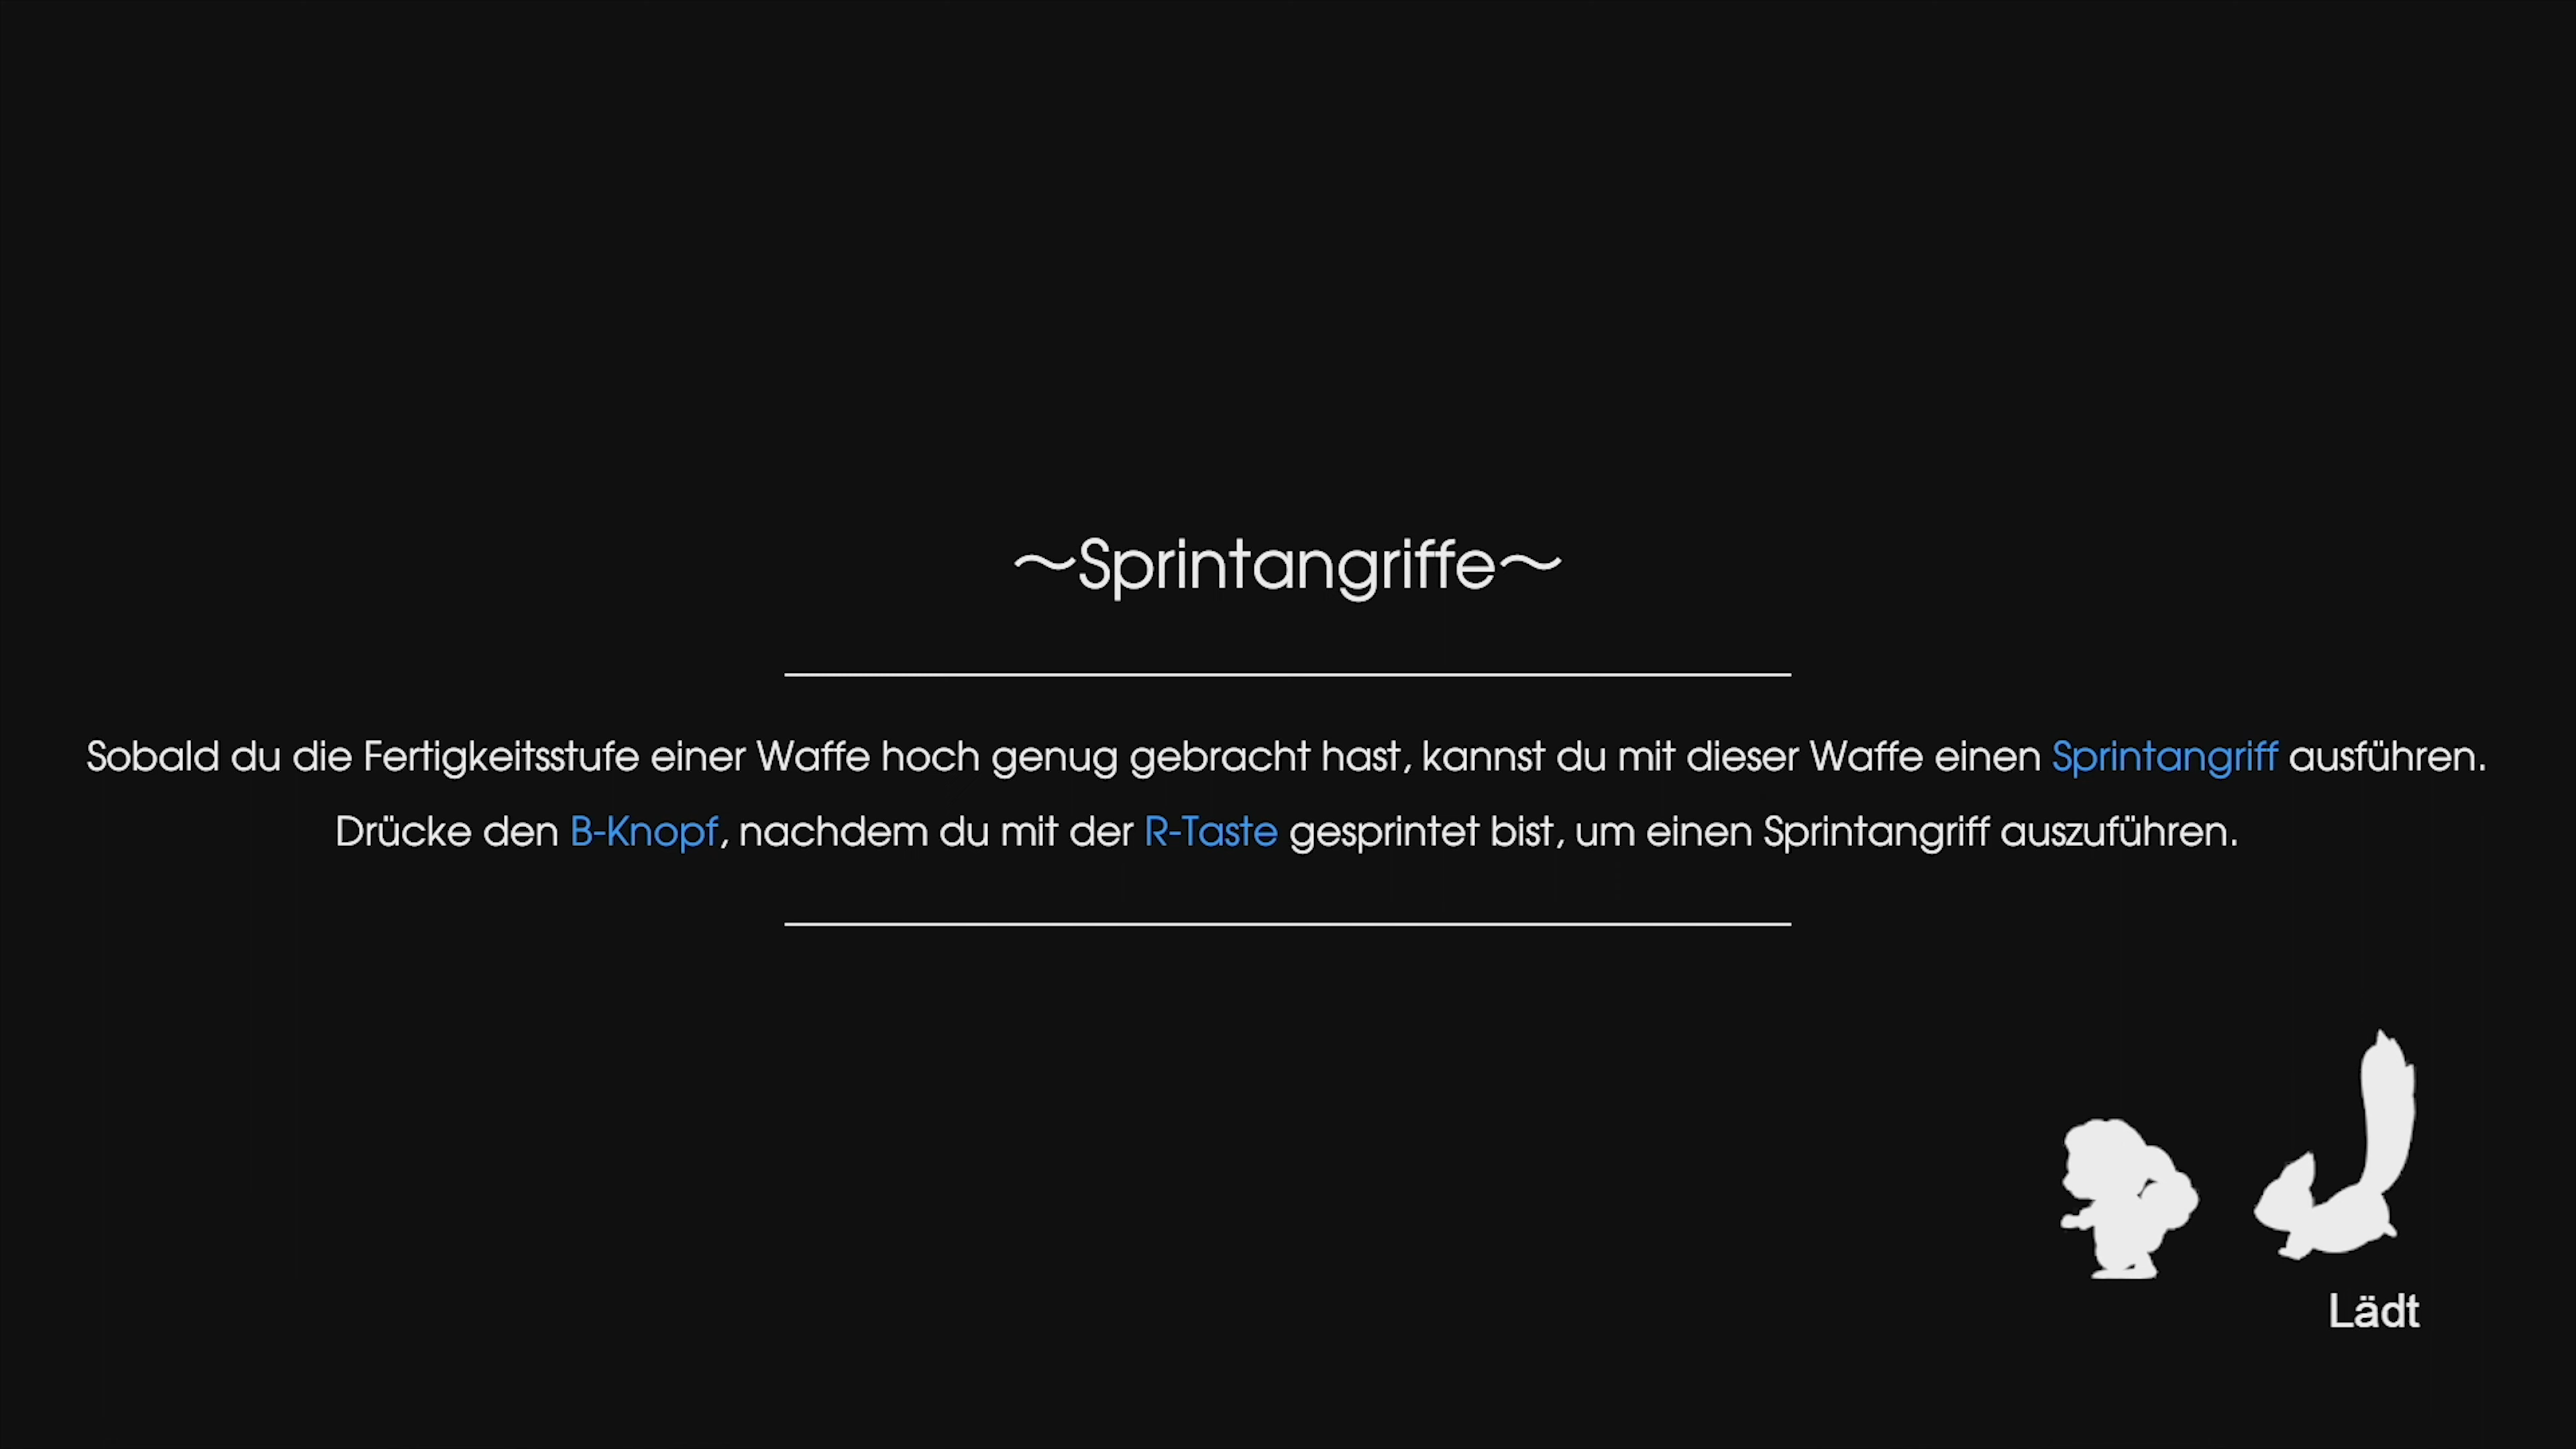 ～Sprintangriffe～
Sobald du die Fertigkeitsstufe einer Waffe hoch genug gebracht hast, kannst du mit dieser Waffe einen Sprintangriff ausführen.
Drücke den B-Knopf, nachdem du mit der R-Taste gesprintet bist, um einen Sprintangriff auszuführen.
Lädt